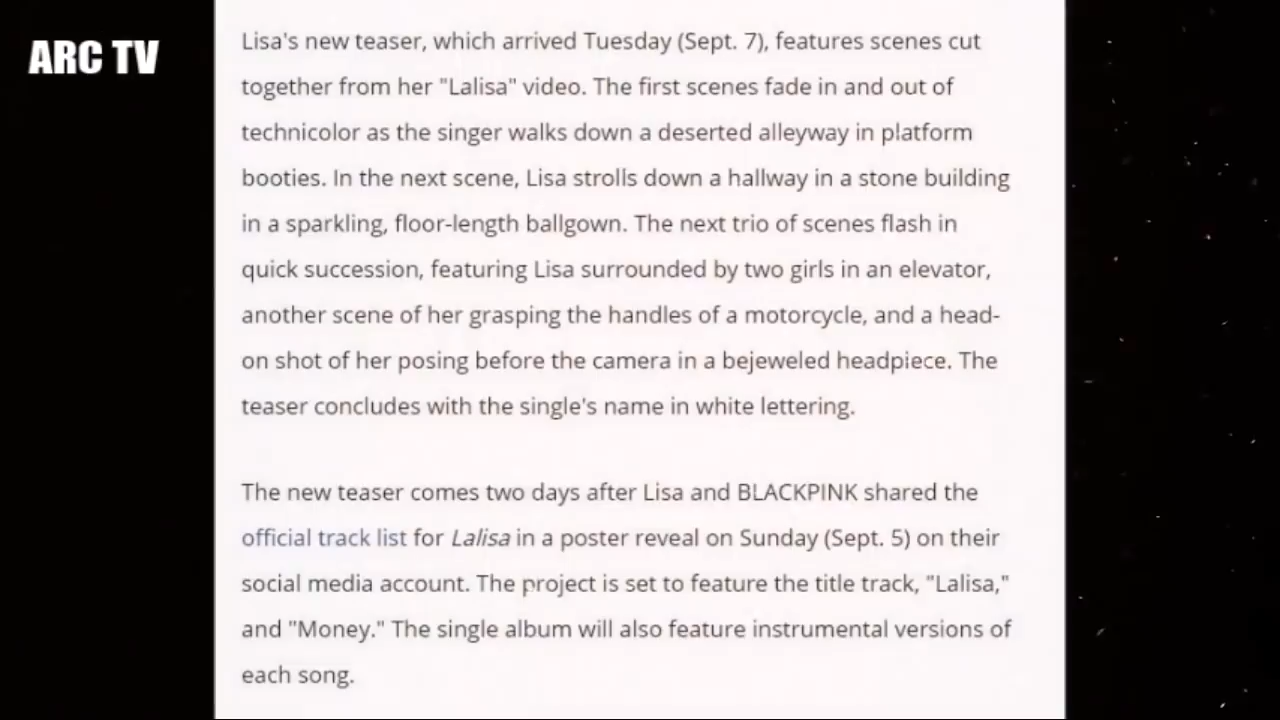 ARC TV
Lisa's new teaser, which arrived Tuesday (Sept. 7), features scenes cut
together from her "Lalisa" video. The first scenes fade in and out of
technicolor as the singer walks down a deserted alleyway in platform
booties. In the next scene, Lisa strolls down a hallway in a stone building
in a sparkling, floor-length ballgown. The next trio of scenes flash in
quick succession, featuring Lisa surrounded by two girls in an elevator,
another scene of her grasping the handles of a motorcycle, and a head-
on shot of her posing before the camera in a bejeweled headpiece. The
teaser concludes with the single's name in white lettering.
The new teaser comes two days after Lisa and BLACKPINK shared the
official track list for Lalisa in a poster reveal on Sunday (Sept. 5) on their
social media account. The project is set to feature the title track, "Lalisa,"
and "Money." The single album will also feature instrumental versions of
each song.